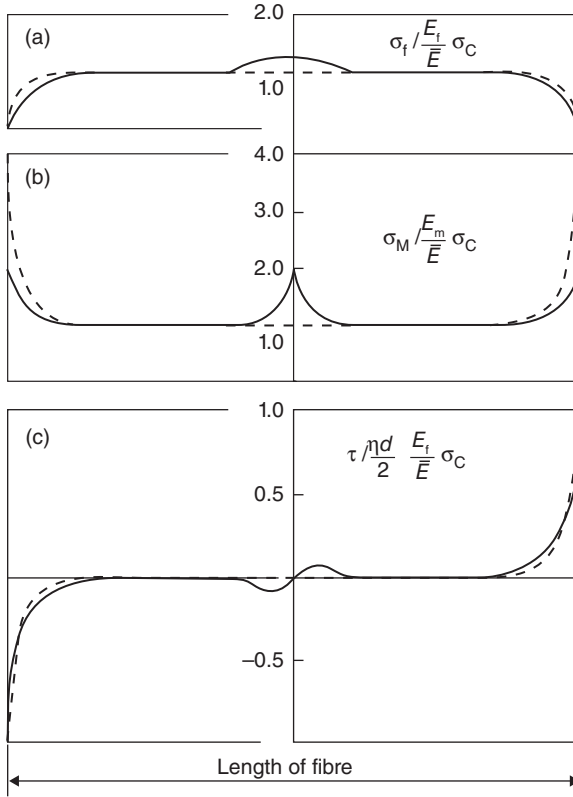 (a)
2.0
σf / Ef/Ē σC
1.0
(b)
4.0
3.0
σM / Em/Ē σC
2.0
1.0
(c)
1.0
τ / ηd/2 Ef/Ē σC
0.5
−0.5
Length of fibre